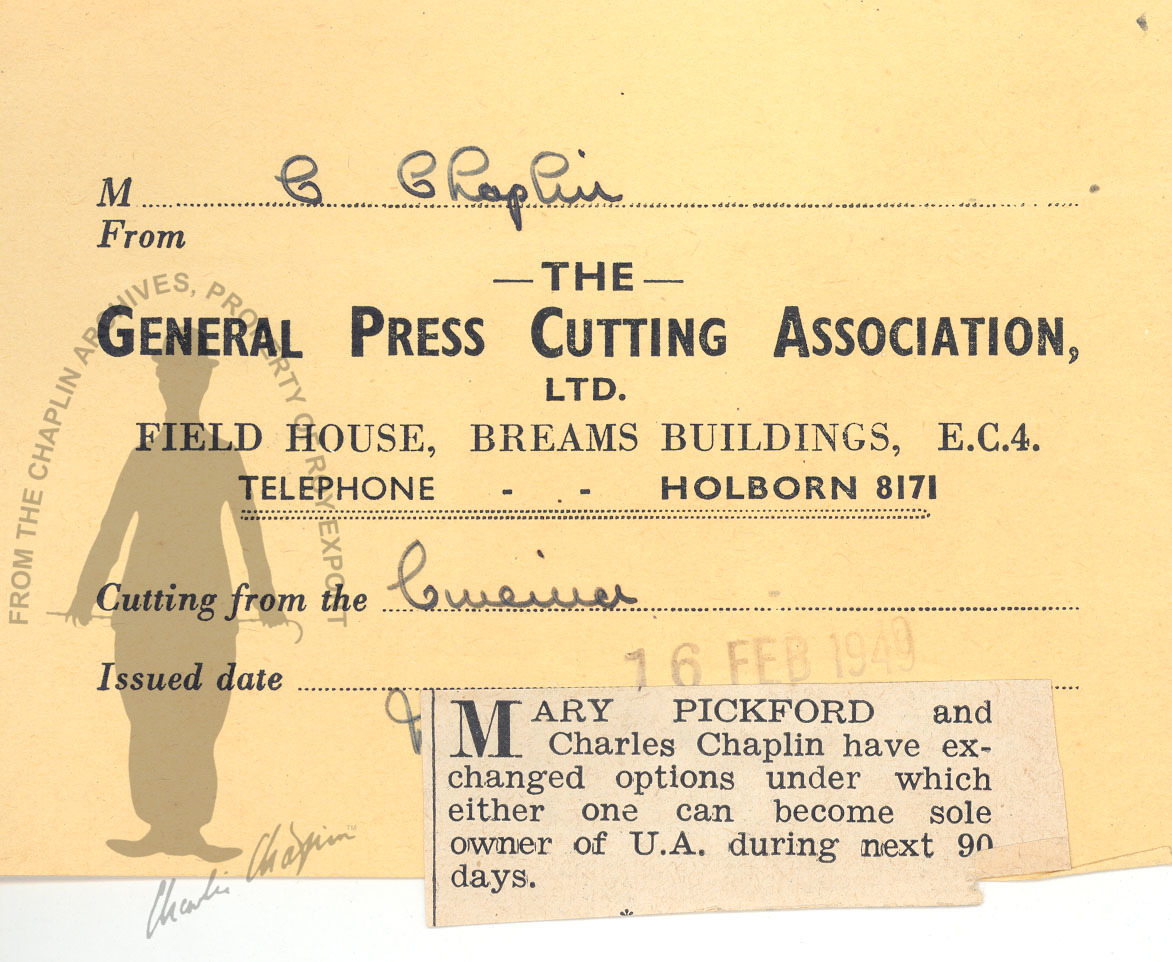 M C Chaplin
From
—THE—
GENERAL PRESS CUTTING ASSOCIATION,
LTD.
FIELD HOUSE, BREAMS BUILDINGS, E.C.4.
TELEPHONE - - HOLBORN 8171
Cutting from the Cinema
Issued date 16 FEB 1949
MARY PICKFORD and
Charles Chaplin have ex-
changed options under which
either one can become sole
owner of U.A. during next 90
days.
*
FROM THE CHAPLIN ARCHIVES, PROPERTY OF ROY EXPORT
Charlie Chaplin™